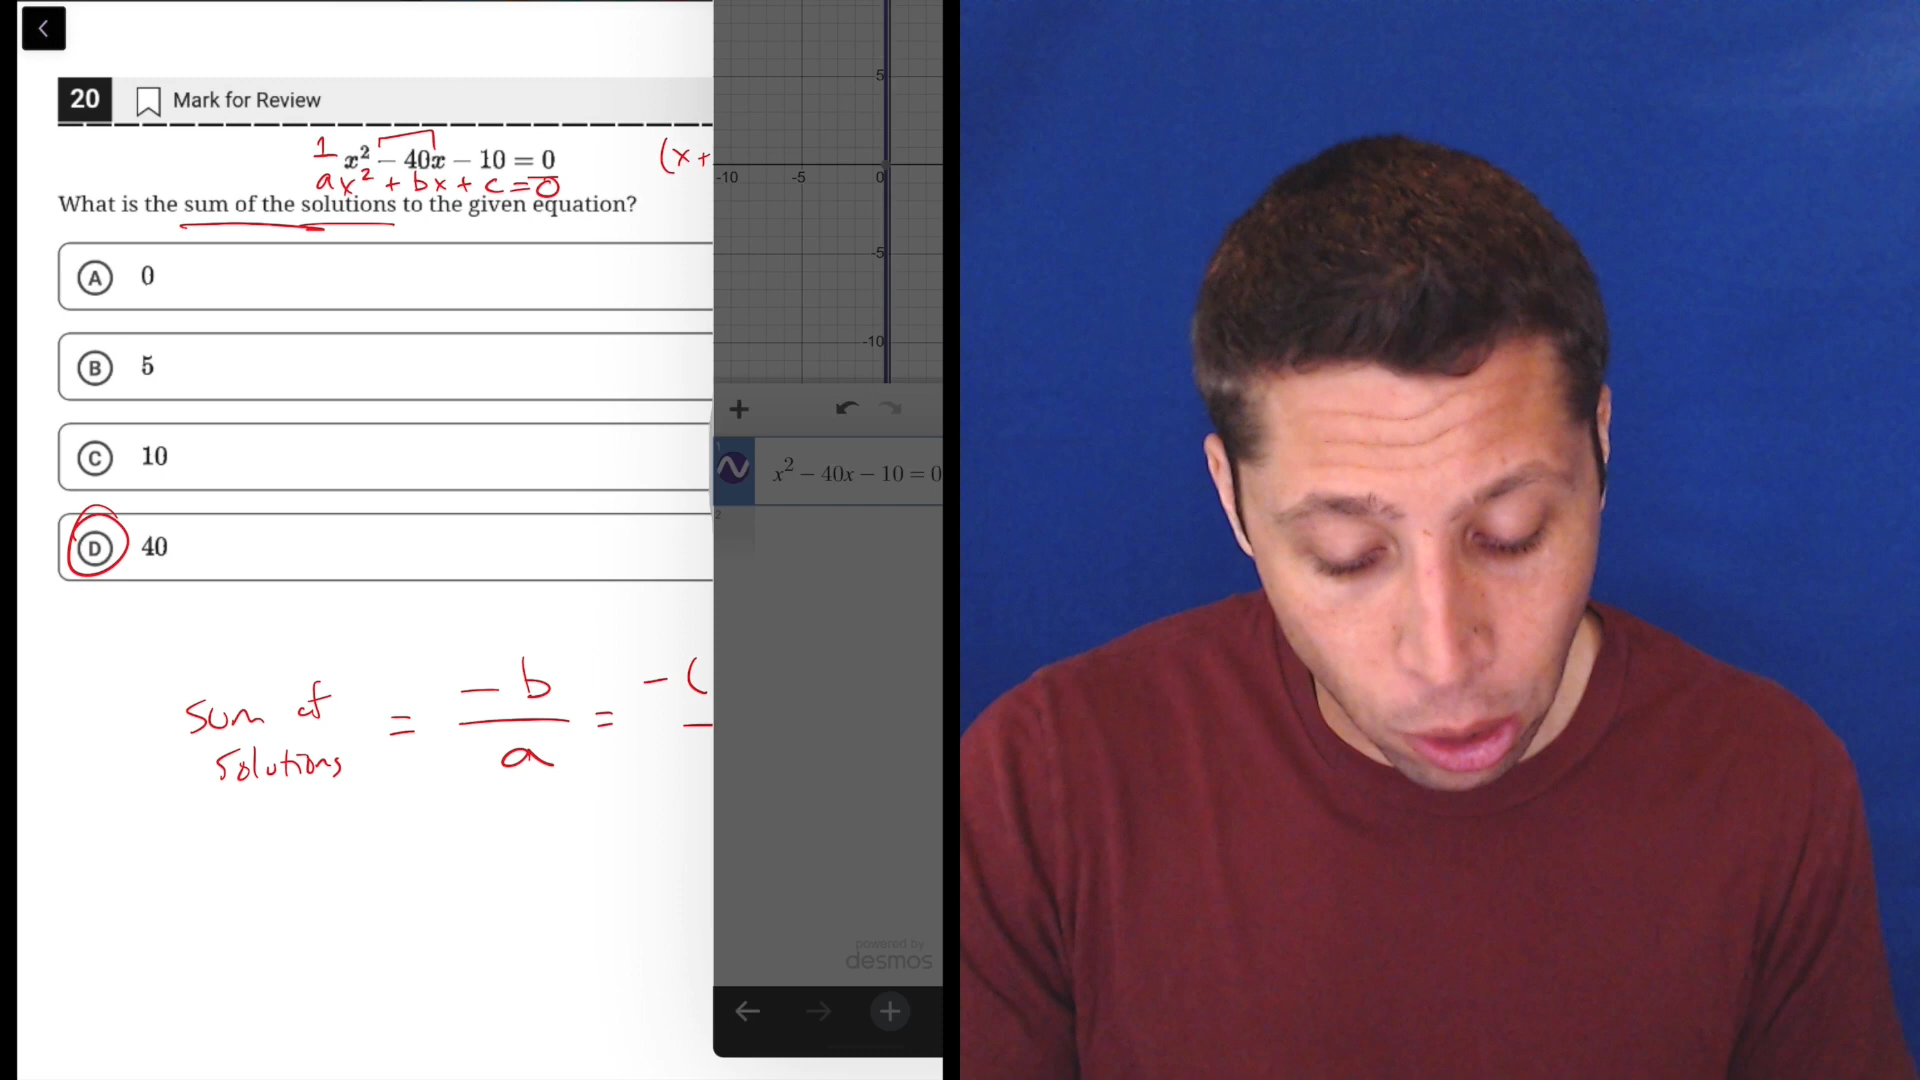 20 Mark for Review
1 x² − 40x − 10 = 0
(x +
ax² + bx + c = 0
What is the sum of the solutions to the given equation?
A 0
B 5
C 10
D 40
sum of solutions = −b/a = −(
5
-10 -5 0
-5
-10
1
x² − 40x − 10 = 0
2
powered by
desmos